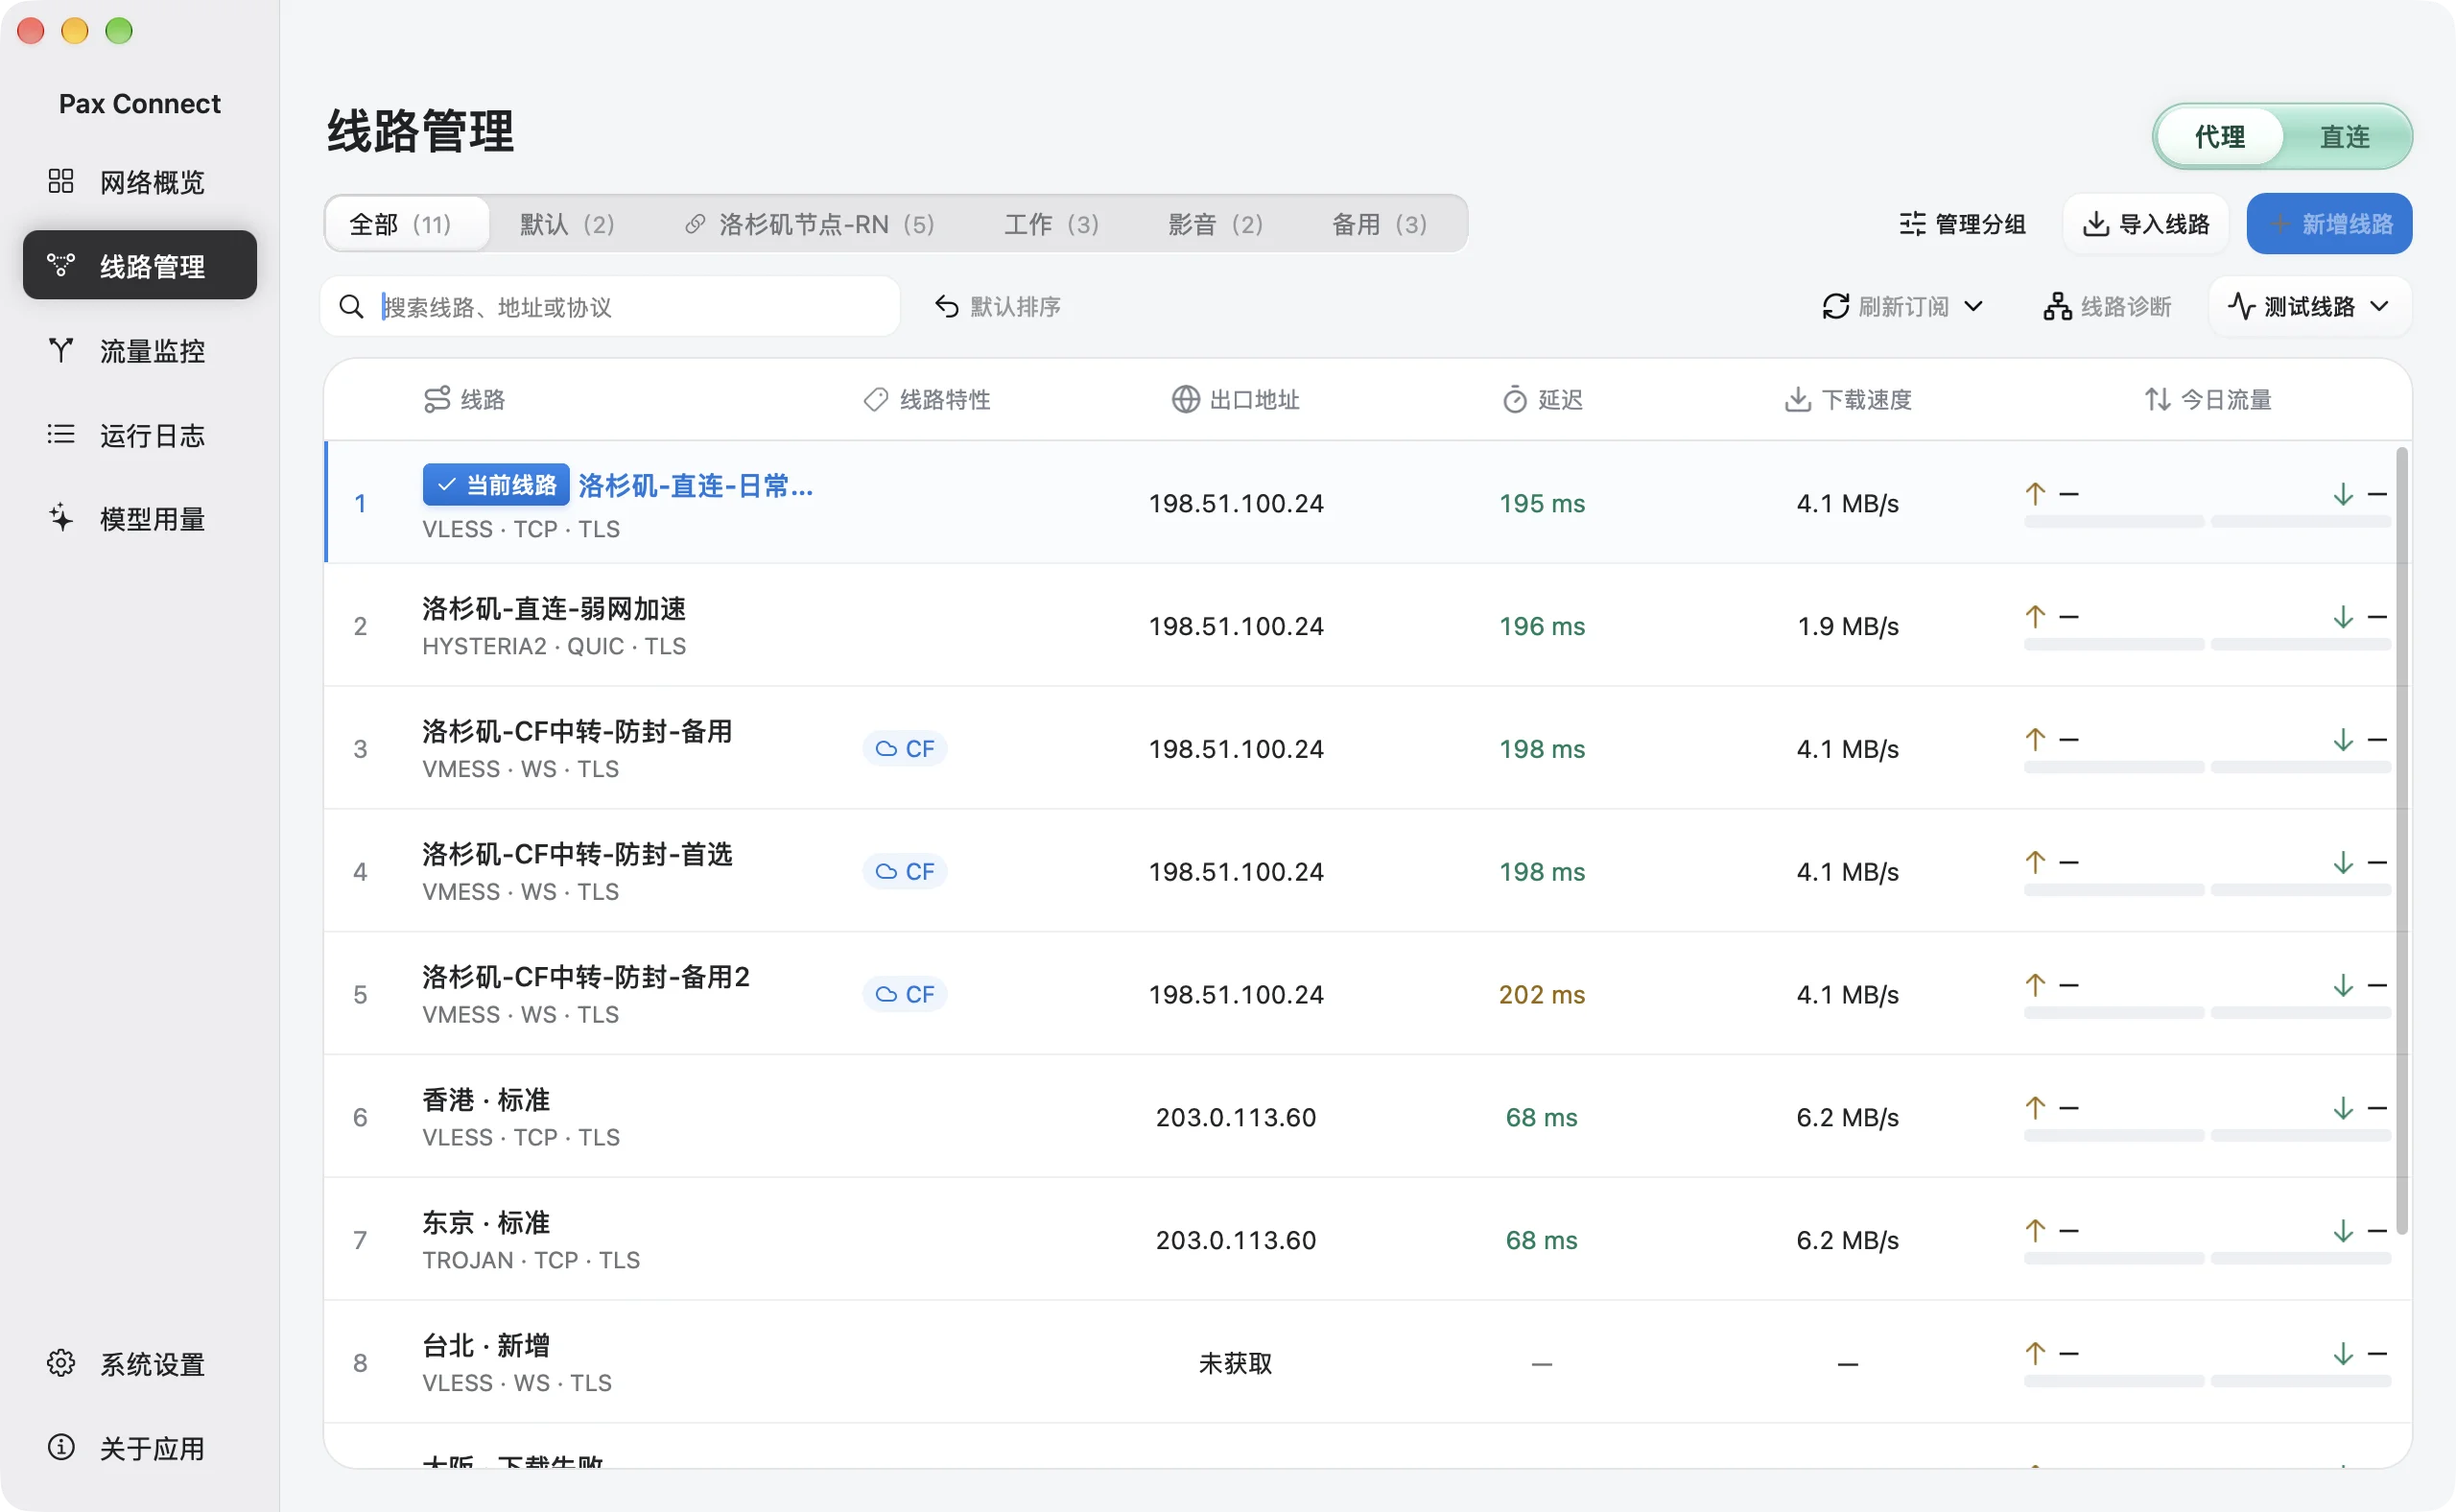 Pax Connect
网络概览
线路管理
流量监控
运行日志
模型用量
系统设置
关于应用
线路管理
代理 直连
全部 (11) 默认 (2) 洛杉矶节点-RN (5) 工作 (3) 影音 (2) 备用 (3)
管理分组 导入线路 新增线路
搜索线路、地址或协议 默认排序 刷新订阅 线路诊断 测试线路
线路 线路特性 出口地址 延迟 下载速度 今日流量
1 当前线路 洛杉矶-直连-日常... 198.51.100.24 195 ms 4.1 MB/s ↑ — ↓ —
VLESS · TCP · TLS
2 洛杉矶-直连-弱网加速 198.51.100.24 196 ms 1.9 MB/s ↑ — ↓ —
HYSTERIA2 · QUIC · TLS
3 洛杉矶-CF中转-防封-备用 CF 198.51.100.24 198 ms 4.1 MB/s ↑ — ↓ —
VMESS · WS · TLS
4 洛杉矶-CF中转-防封-首选 CF 198.51.100.24 198 ms 4.1 MB/s ↑ — ↓ —
VMESS · WS · TLS
5 洛杉矶-CF中转-防封-备用2 CF 198.51.100.24 202 ms 4.1 MB/s ↑ — ↓ —
VMESS · WS · TLS
6 香港 · 标准 203.0.113.60 68 ms 6.2 MB/s ↑ — ↓ —
VLESS · TCP · TLS
7 东京 · 标准 203.0.113.60 68 ms 6.2 MB/s ↑ — ↓ —
TROJAN · TCP · TLS
8 台北 · 新增 未获取 — — ↑ — ↓ —
VLESS · WS · TLS
大阪 · 下载失败